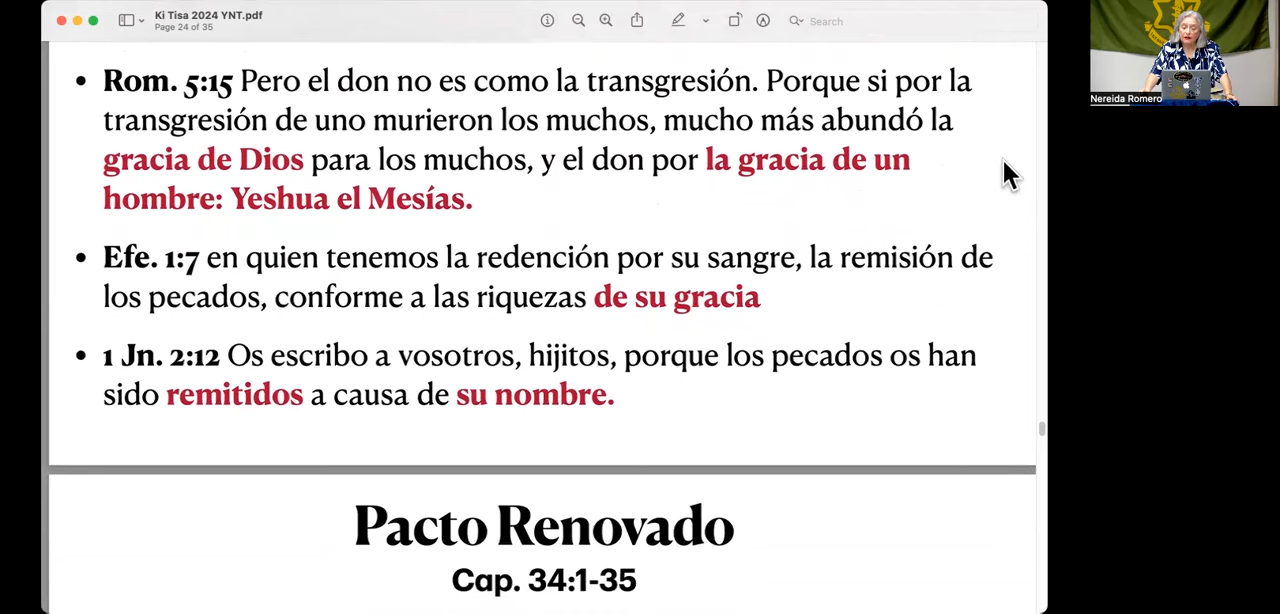 Ki Tisa 2024 YNT.pdf
Page 24 of 35
Search
• Rom. 5:15 Pero el don no es como la transgresión. Porque si por la
transgresión de uno murieron los muchos, mucho más abundó la
gracia de Dios para los muchos, y el don por la gracia de un
hombre: Yeshua el Mesías.
• Efe. 1:7 en quien tenemos la redención por su sangre, la remisión de
los pecados, conforme a las riquezas de su gracia
• 1 Jn. 2:12 Os escribo a vosotros, hijitos, porque los pecados os han
sido remitidos a causa de su nombre.
Pacto Renovado
Cap. 34:1-35
Nereida Romero